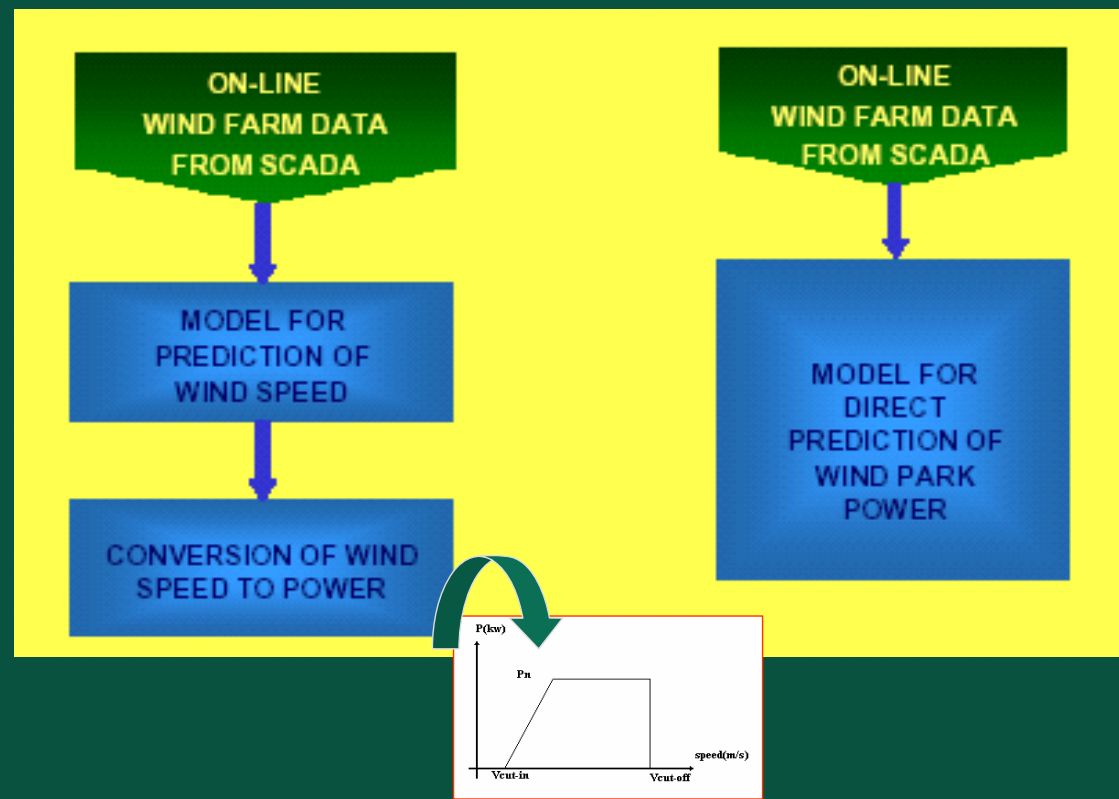 ON-LINE
WIND FARM DATA
FROM SCADA
MODEL FOR
PREDICTION OF
WIND SPEED
CONVERSION OF WIND
SPEED TO POWER
ON-LINE
WIND FARM DATA
FROM SCADA
MODEL FOR
DIRECT
PREDICTION OF
WIND PARK
POWER
P(kw)
Pn
speed(m/s)
Vcut-in
Vcut-off